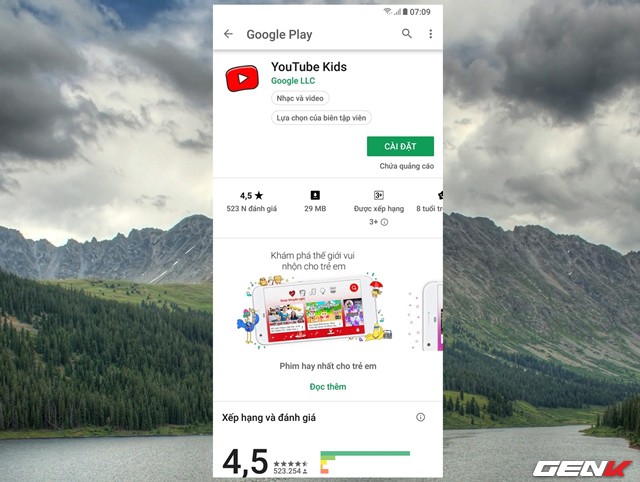 07:09
Google Play
YouTube Kids
Google LLC
Nhạc và video
Lựa chọn của biên tập viên
CÀI ĐẶT
Chứa quảng cáo
4,5 ★
523 N đánh giá
29 MB
3+
Được xếp hạng
3+
8 tuổi tr
Khám phá thế giới vui
nhộn cho trẻ em
Phim hay nhất cho trẻ em
Đọc thêm
Xếp hạng và đánh giá
4,5
523.254
GENK